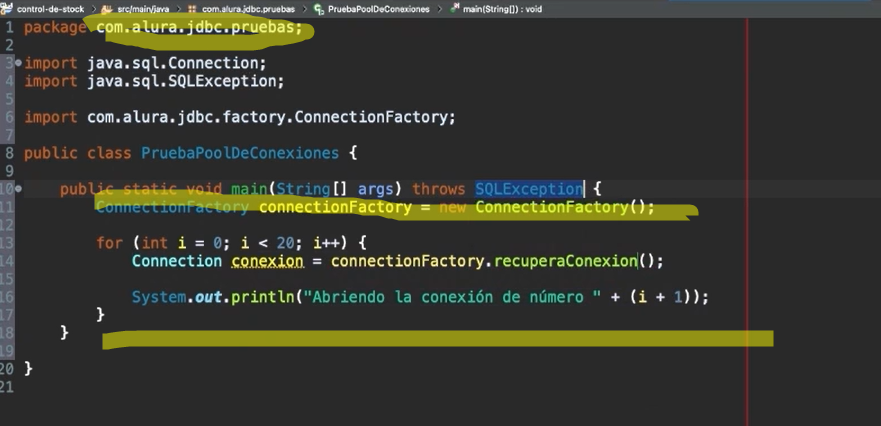 control-de-stock > src/main/java > com.alura.jdbc.pruebas > PruebaPoolDeConexiones > main(String[]) : void
1 package com.alura.jdbc.pruebas;
2
3 import java.sql.Connection;
4 import java.sql.SQLException;
5
6 import com.alura.jdbc.factory.ConnectionFactory;
7
8 public class PruebaPoolDeConexiones {
9
10 public static void main(String[] args) throws SQLException {
11 ConnectionFactory connectionFactory = new ConnectionFactory();
12
13 for (int i = 0; i < 20; i++) {
14 Connection conexion = connectionFactory.recuperaConexion();
15
16 System.out.println("Abriendo la conexión de número " + (i + 1));
17 }
18 }
19
20 }
21